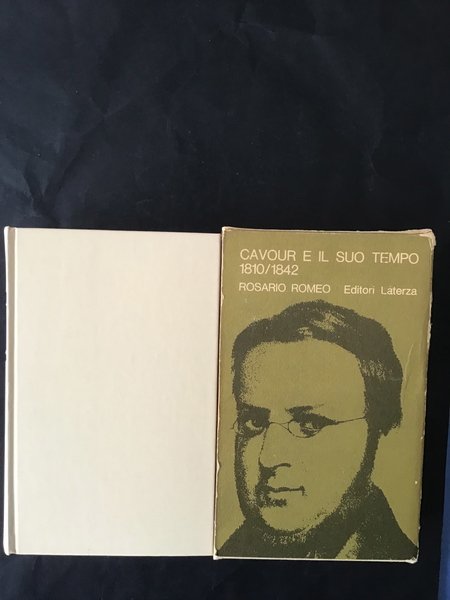 CAVOUR E IL SUO TEMPO
1810/1842
ROSARIO ROMEO Editori Laterza